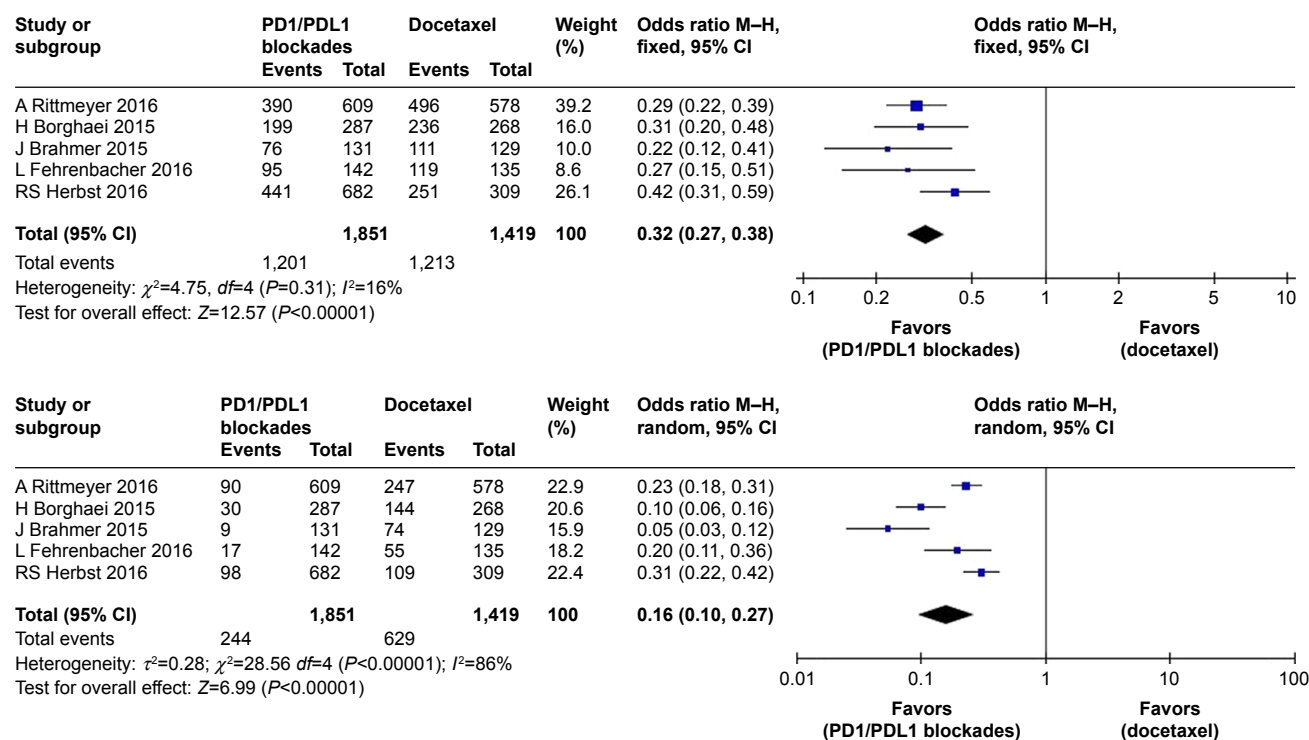 Study or subgroup PD1/PDL1 blockades Docetaxel Weight (%) Odds ratio M–H, fixed, 95% CI Odds ratio M–H, fixed, 95% CI
Events Total Events Total
A Rittmeyer 2016 390 609 496 578 39.2 0.29 (0.22, 0.39)
H Borghaei 2015 199 287 236 268 16.0 0.31 (0.20, 0.48)
J Brahmer 2015 76 131 111 129 10.0 0.22 (0.12, 0.41)
L Fehrenbacher 2016 95 142 119 135 8.6 0.27 (0.15, 0.51)
RS Herbst 2016 441 682 251 309 26.1 0.42 (0.31, 0.59)
Total (95% CI) 1,851 1,419 100 0.32 (0.27, 0.38)
Total events 1,201 1,213
Heterogeneity: χ²=4.75, df=4 (P=0.31); I²=16%
Test for overall effect: Z=12.57 (P<0.00001)
0.1 0.2 0.5 1 2 5 10
Favors (PD1/PDL1 blockades) Favors (docetaxel)
Study or subgroup PD1/PDL1 blockades Docetaxel Weight (%) Odds ratio M–H, random, 95% CI Odds ratio M–H, random, 95% CI
Events Total Events Total
A Rittmeyer 2016 90 609 247 578 22.9 0.23 (0.18, 0.31)
H Borghaei 2015 30 287 144 268 20.6 0.10 (0.06, 0.16)
J Brahmer 2015 9 131 74 129 15.9 0.05 (0.03, 0.12)
L Fehrenbacher 2016 17 142 55 135 18.2 0.20 (0.11, 0.36)
RS Herbst 2016 98 682 109 309 22.4 0.31 (0.22, 0.42)
Total (95% CI) 1,851 1,419 100 0.16 (0.10, 0.27)
Total events 244 629
Heterogeneity: τ²=0.28; χ²=28.56 df=4 (P<0.00001); I²=86%
Test for overall effect: Z=6.99 (P<0.00001)
0.01 0.1 1 10 100
Favors (PD1/PDL1 blockades) Favors (docetaxel)